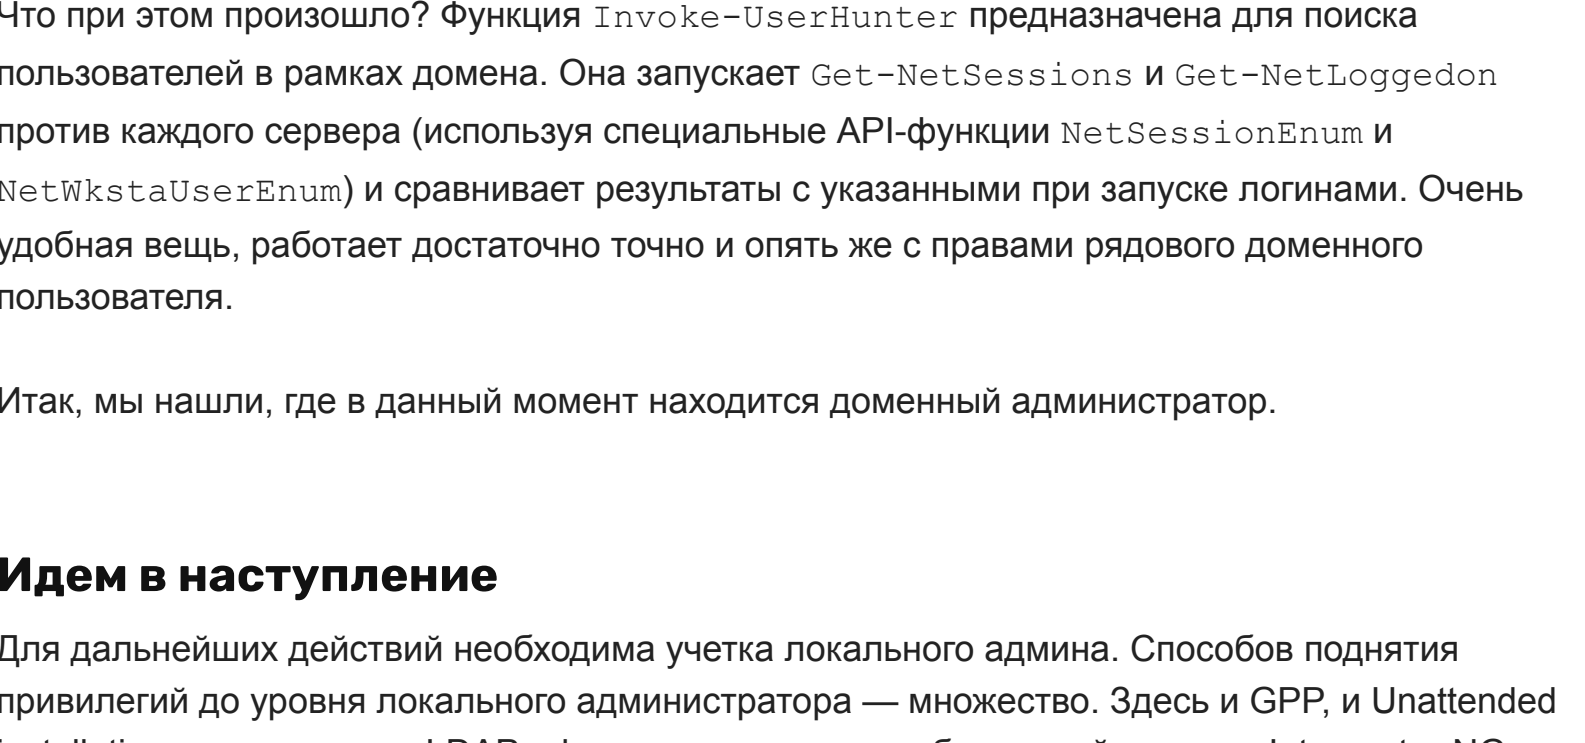 Что при этом произошло? Функция Invoke-UserHunter предназначена для поиска
пользователей в рамках домена. Она запускает Get-NetSessions и Get-NetLoggedon
против каждого сервера (используя специальные API-функции NetSessionEnum и
NetWkstaUserEnum) и сравнивает результаты с указанными при запуске логинами. Очень
удобная вещь, работает достаточно точно и опять же с правами рядового доменного
пользователя.
Итак, мы нашли, где в данный момент находится доменный администратор.
Идем в наступление
Для дальнейших действий необходима учетка локального админа. Способов поднятия
привилегий до уровня локального администратора — множество. Здесь и GPP, и Unattended